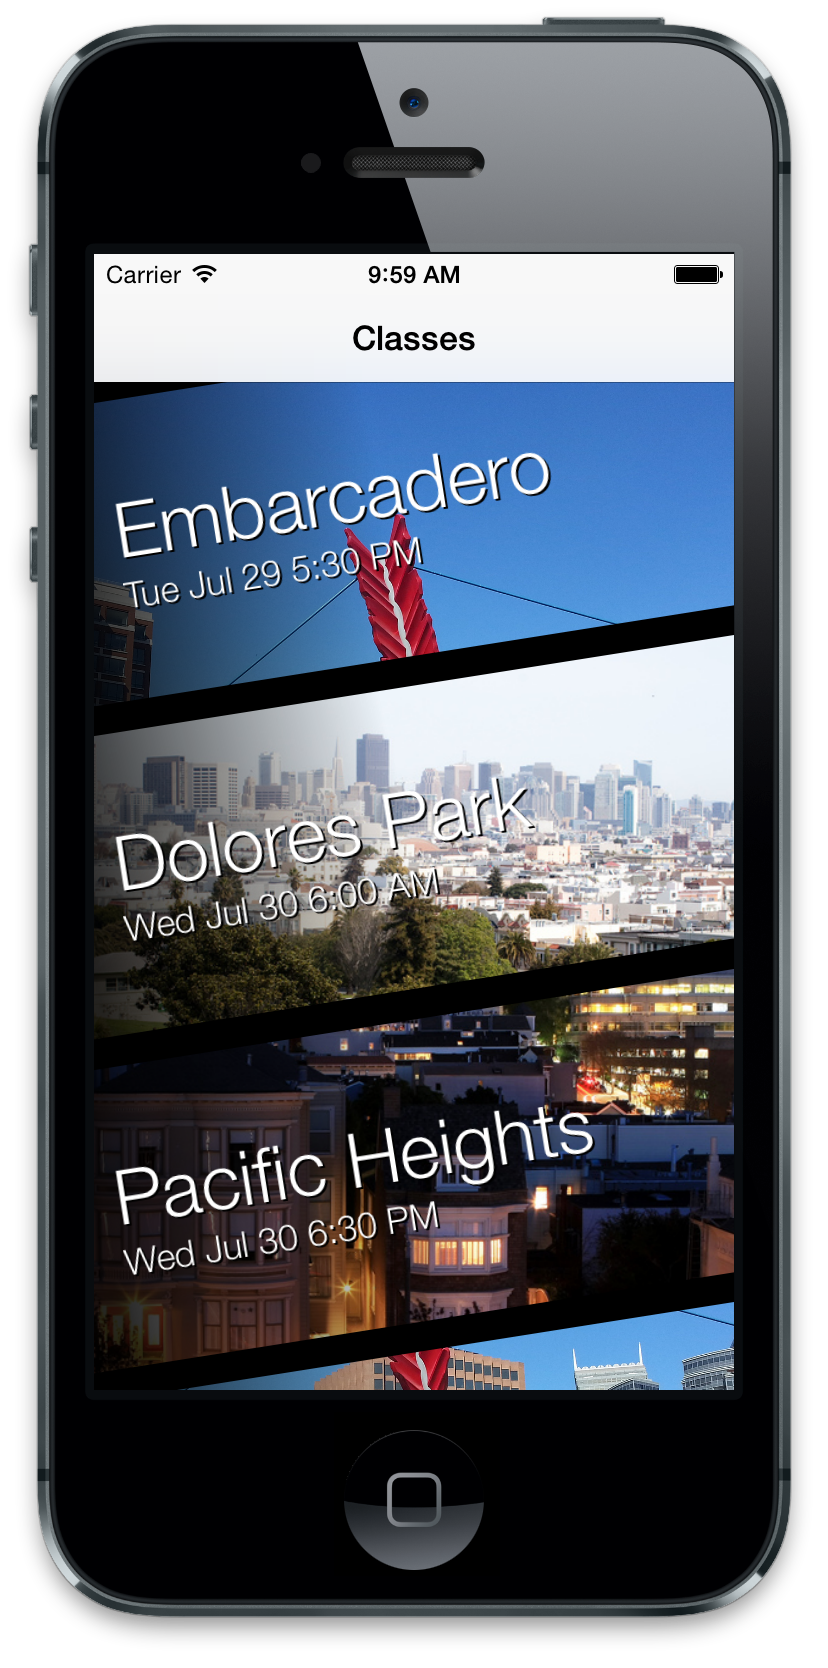 Carrier 9:59 AM
Classes
Embarcadero
Tue Jul 29 5:30 PM
Dolores Park
Wed Jul 30 6:00 AM
Pacific Heights
Wed Jul 30 6:30 PM